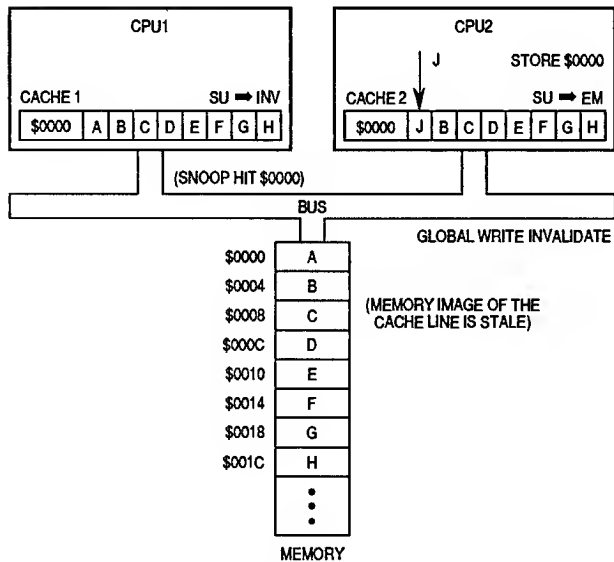 CPU1
CACHE 1 SU ➡ INV
$0000 A B C D E F G H
CPU2
J STORE $0000
CACHE 2 SU ➡ EM
$0000 J B C D E F G H
(SNOOP HIT $0000)
BUS
GLOBAL WRITE INVALIDATE
$0000 A
$0004 B
$0008 C
$000C D
$0010 E
$0014 F
$0018 G
$001C H
(MEMORY IMAGE OF THE
CACHE LINE IS STALE)
MEMORY